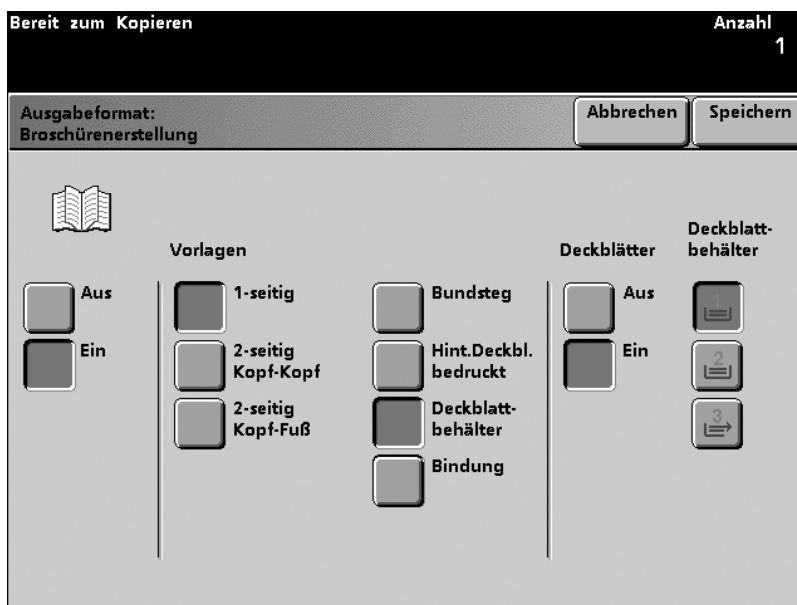 Bereit zum Kopieren
Anzahl
1
Ausgabeformat:
Broschürenerstellung
Abbrechen
Speichern
Vorlagen
Aus
Ein
1-seitig
2-seitig
Kopf-Kopf
2-seitig
Kopf-Fuß
Bundsteg
Hint.Deckbl.
bedruckt
Deckblatt-
behälter
Bindung
Deckblätter
Aus
Ein
Deckblatt-
behälter
1
2
3